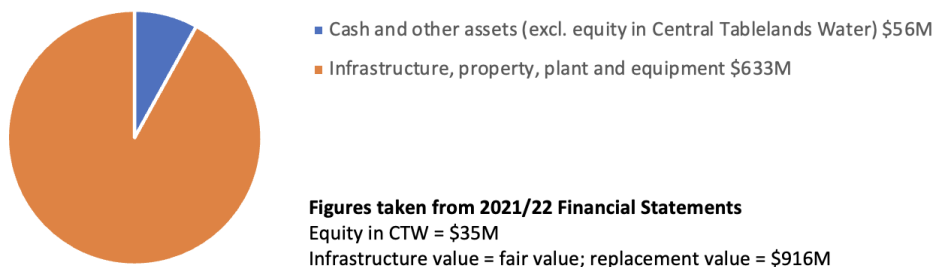 Cash and other assets (excl. equity in Central Tablelands Water) $56M
Infrastructure, property, plant and equipment $633M
Figures taken from 2021/22 Financial Statements
Equity in CTW = $35M
Infrastructure value = fair value; replacement value = $916M